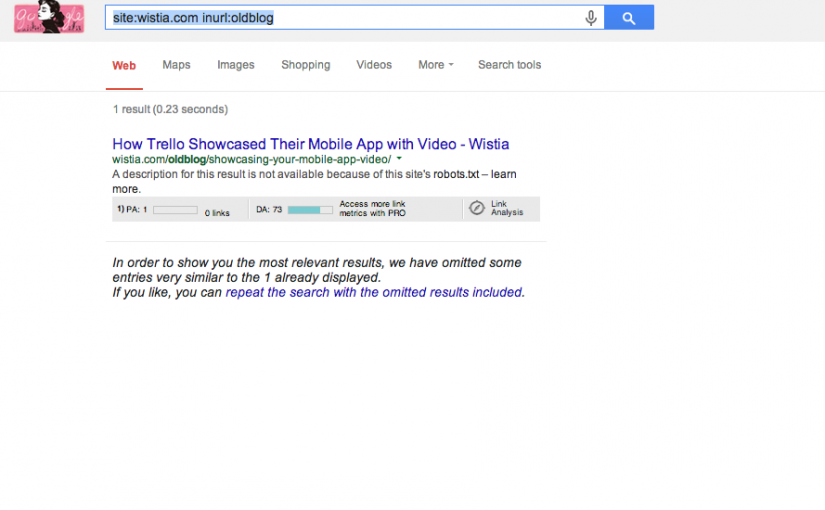 site:wistia.com inurl:oldblog
Web Maps Images Shopping Videos More Search tools
1 result (0.23 seconds)
How Trello Showcased Their Mobile App with Video - Wistia
wistia.com/oldblog/showcasing-your-mobile-app-video/
A description for this result is not available because of this site's robots.txt – learn
more.
1) PA: 1 0 links DA: 73 Access more link
metrics with PRO
Link
Analysis
In order to show you the most relevant results, we have omitted some
entries very similar to the 1 already displayed.
If you like, you can repeat the search with the omitted results included.